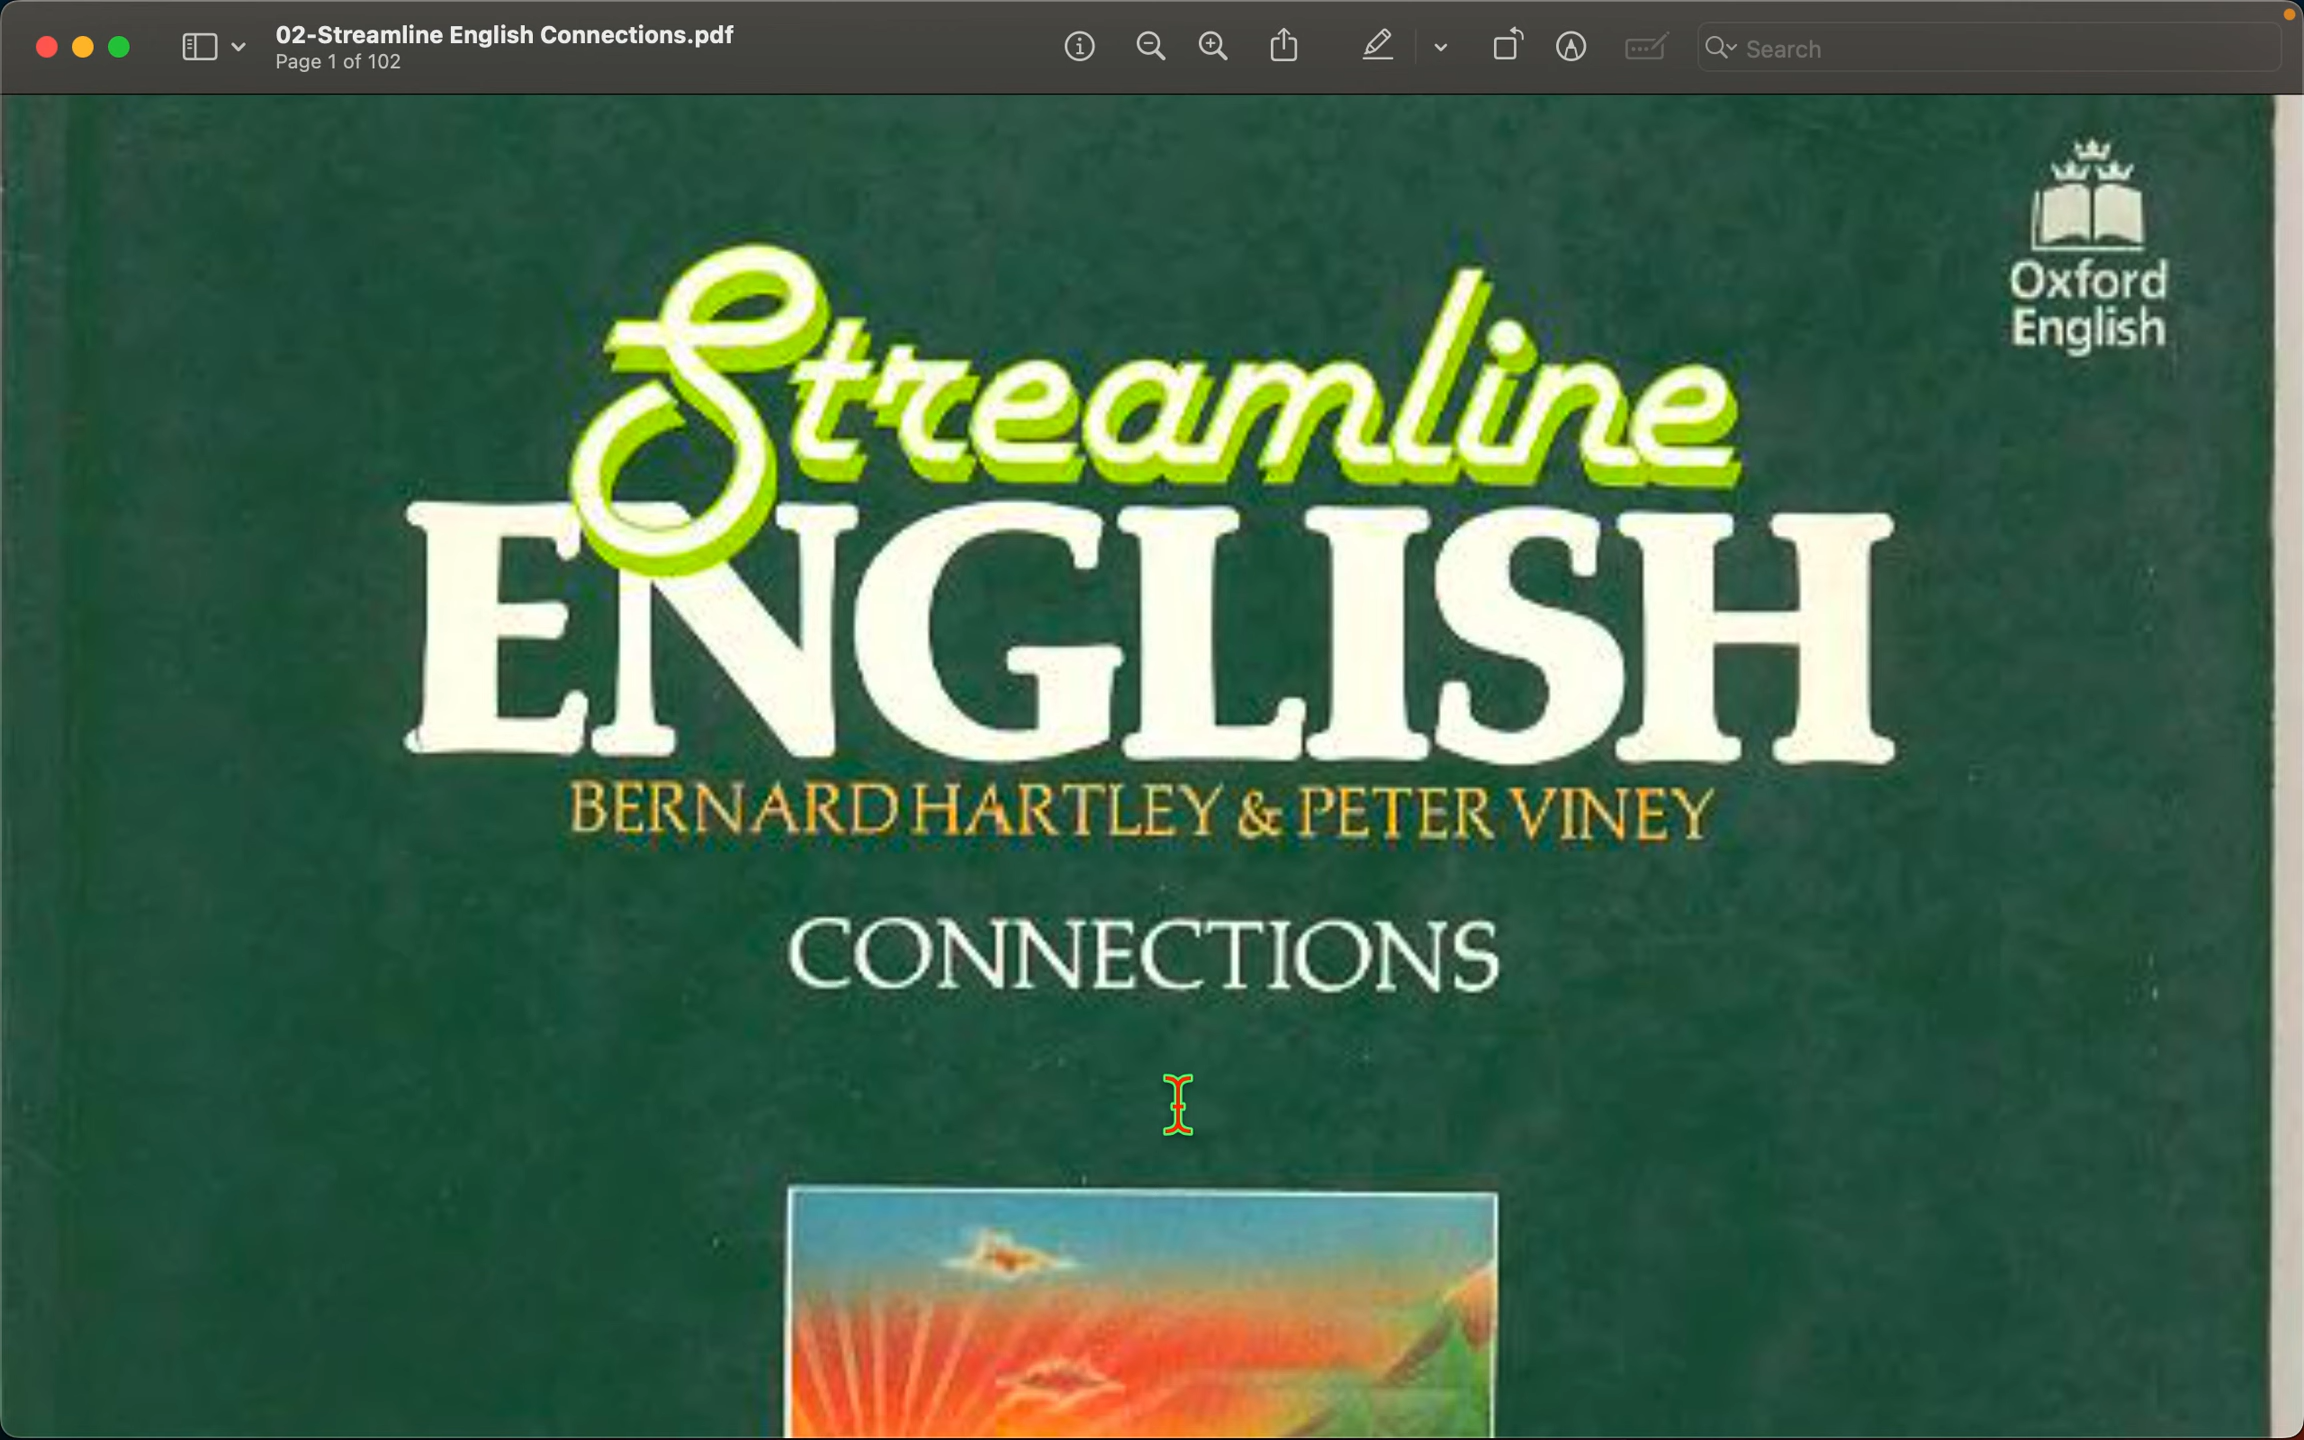 02-Streamline English Connections.pdf
Page 1 of 102
Search
Oxford
English
Streamline
ENGLISH
BERNARD HARTLEY & PETER VINEY
CONNECTIONS